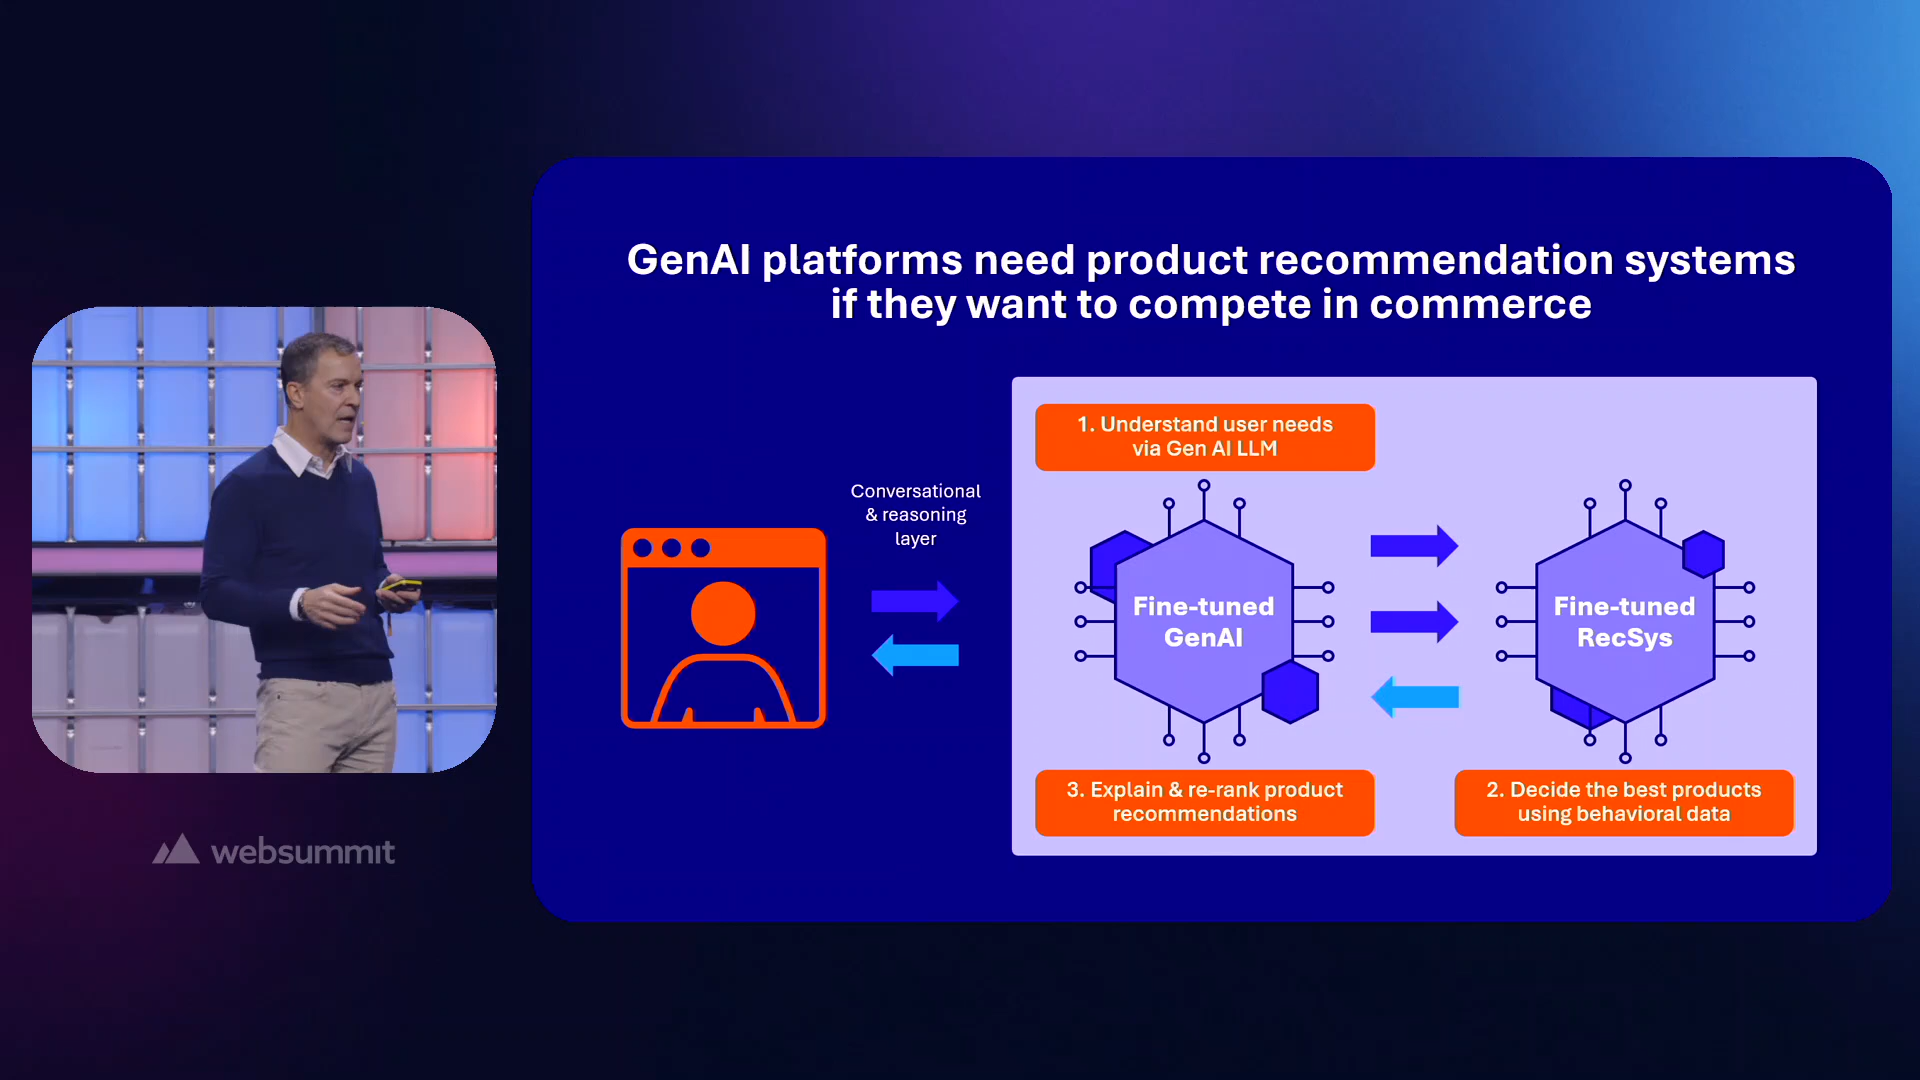 GenAI platforms need product recommendation systems
if they want to compete in commerce
1. Understand user needs
via Gen AI LLM
Conversational
& reasoning
layer
Fine-tuned
GenAI
Fine-tuned
RecSys
3. Explain & re-rank product
recommendations
2. Decide the best products
using behavioral data
websummit